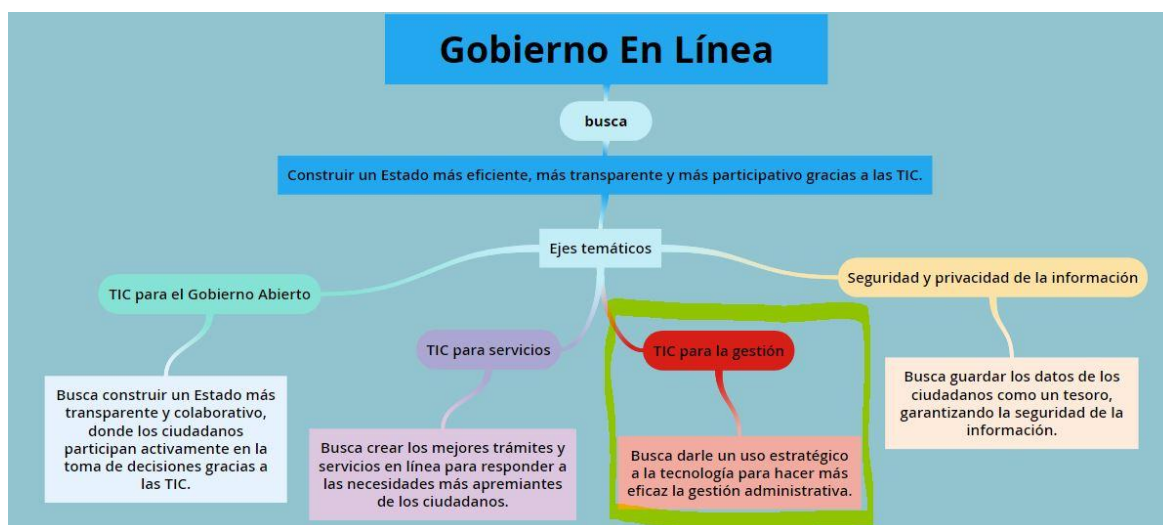 Gobierno En Línea
busca
Construir un Estado más eficiente, más transparente y más participativo gracias a las TIC.
Ejes temáticos
TIC para el Gobierno Abierto
Busca construir un Estado más
transparente y colaborativo,
donde los ciudadanos
participan activamente en la
toma de decisiones gracias a
las TIC.
TIC para servicios
Busca crear los mejores trámites y
servicios en línea para responder a
las necesidades más apremiantes
de los ciudadanos.
TIC para la gestión
Busca darle un uso estratégico
a la tecnología para hacer más
eficaz la gestión administrativa.
Seguridad y privacidad de la información
Busca guardar los datos de los
ciudadanos como un tesoro,
garantizando la seguridad de la
información.